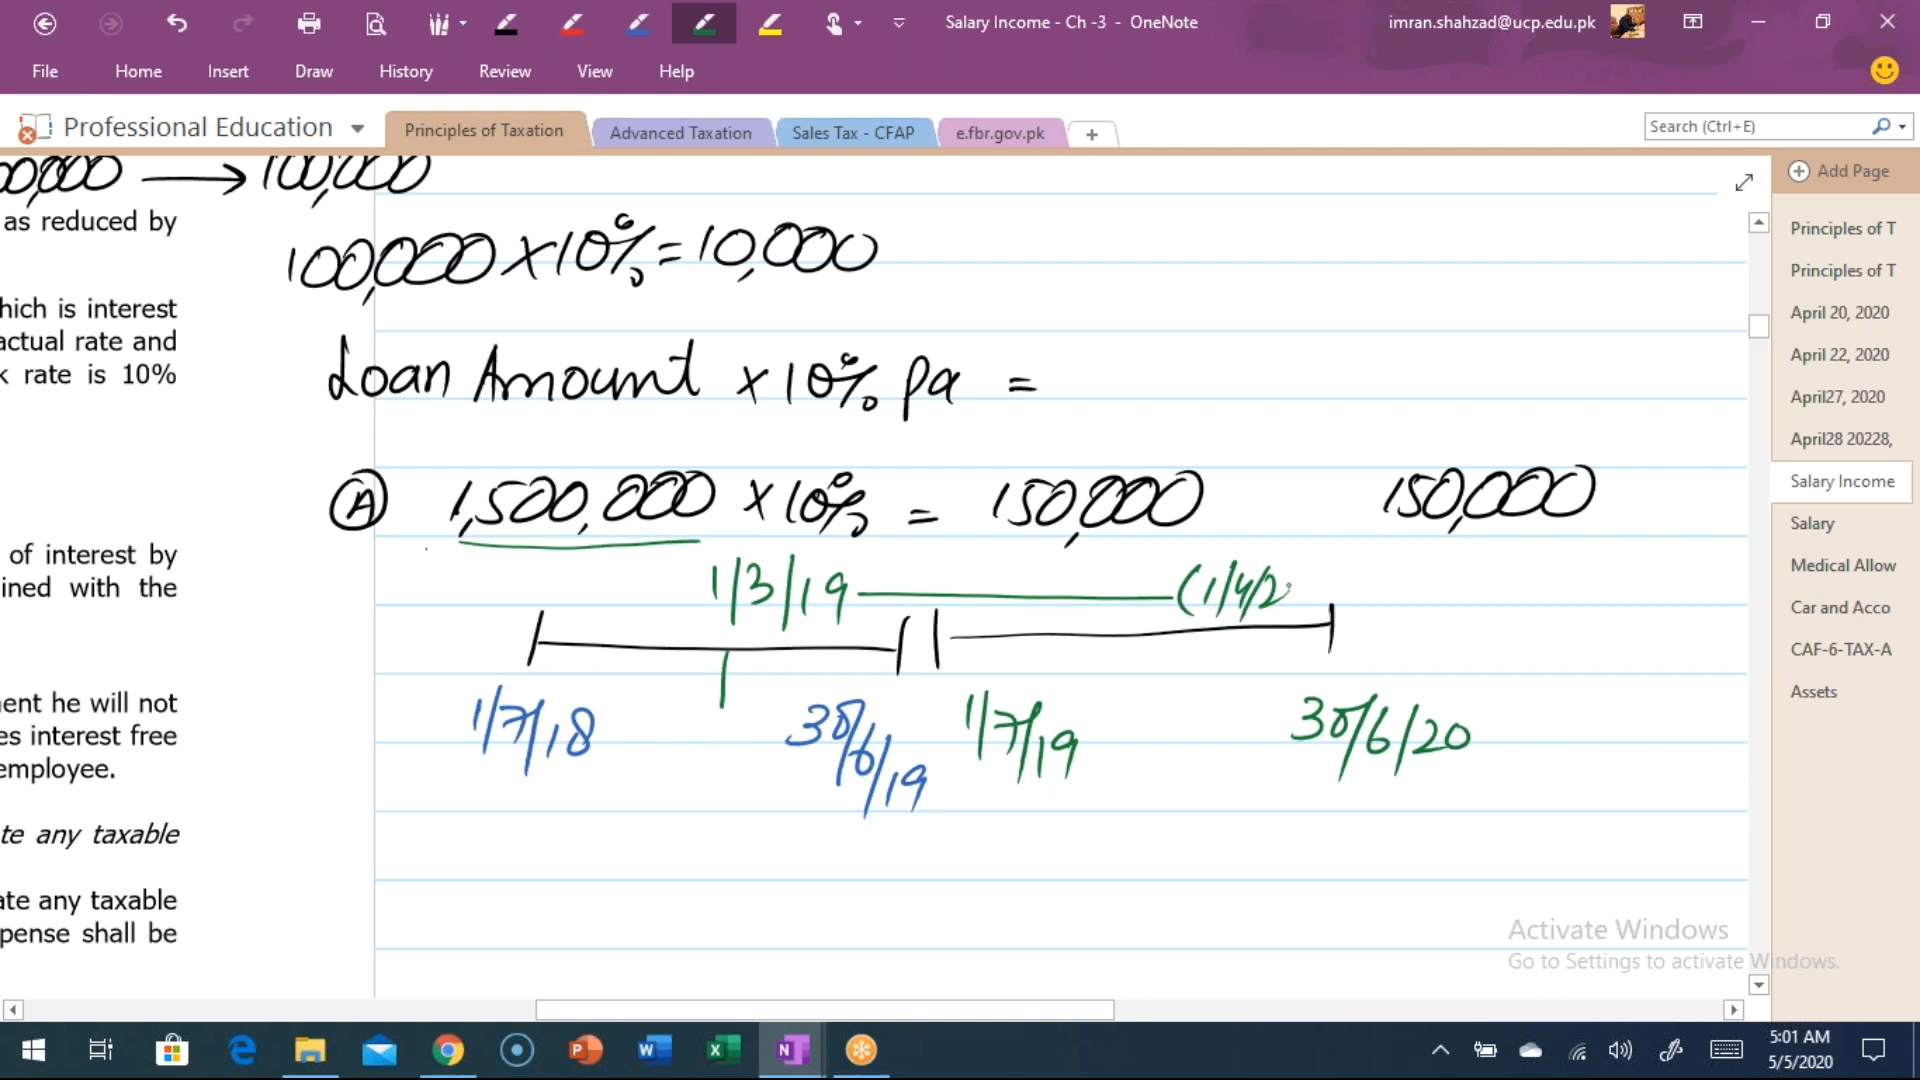 Salary Income - Ch -3 - OneNote
imran.shahzad@ucp.edu.pk
File Home Insert Draw History Review View Help
Professional Education
Principles of Taxation
Advanced Taxation
Sales Tax - CFAP
e.fbr.gov.pk
Search (Ctrl+E)
Add Page
Principles of T
Principles of T
April 20, 2020
April 22, 2020
April27, 2020
April28 20228,
Salary Income
Salary
Medical Allow
Car and Acco
CAF-6-TAX-A
Assets
00,000 → 100,000
as reduced by
hich is interest
actual rate and
k rate is 10%
of interest by
ined with the
ent he will not
es interest free
employee.
te any taxable
ate any taxable
pense shall be
100,000 × 10% = 10,000
Loan Amount × 10% pa =
A 1,500,000 × 10% = 150,000 150,000
1/3/19 (1/4/2
1/7/18 30/6/19 1/7/19 30/6/20
Activate Windows
Go to Settings to activate Windows.
5:01 AM
5/5/2020